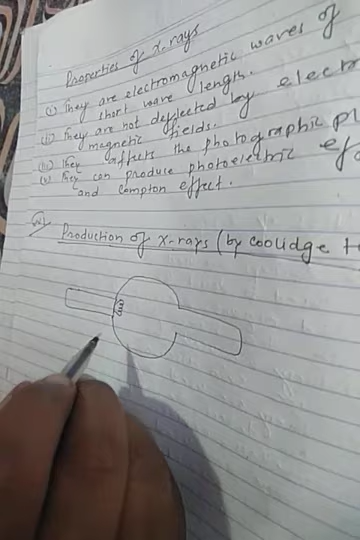 Properties of X-rays
(i) They are electromagnetic waves of
short wave length.
(ii) They are not deflected by electr
magnetic fields.
(iii) They affects the photographic pl
(v) They can produce photoelectric ef
and compton effect.
Production of X-rays (by coolidge t